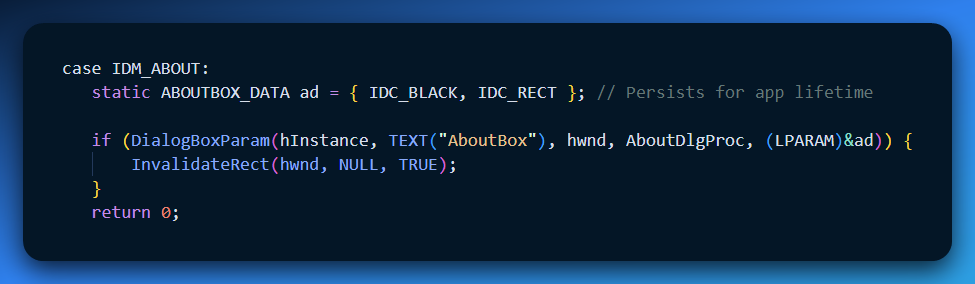 case IDM_ABOUT:
static ABOUTBOX_DATA ad = { IDC_BLACK, IDC_RECT }; // Persists for app lifetime
if (DialogBoxParam(hInstance, TEXT("AboutBox"), hwnd, AboutDlgProc, (LPARAM)&ad)) {
InvalidateRect(hwnd, NULL, TRUE);
}
return 0;